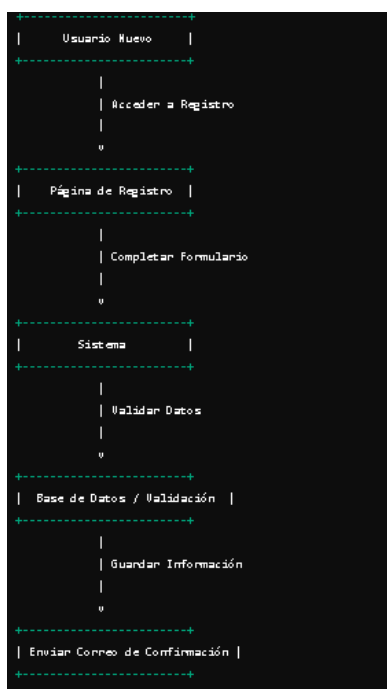 Usuario Nuevo
Acceder a Registro
Página de Registro
Completar Formulario
Sistema
Validar Datos
Base de Datos / Validación
Guardar Información
Enviar Correo de Confirmación